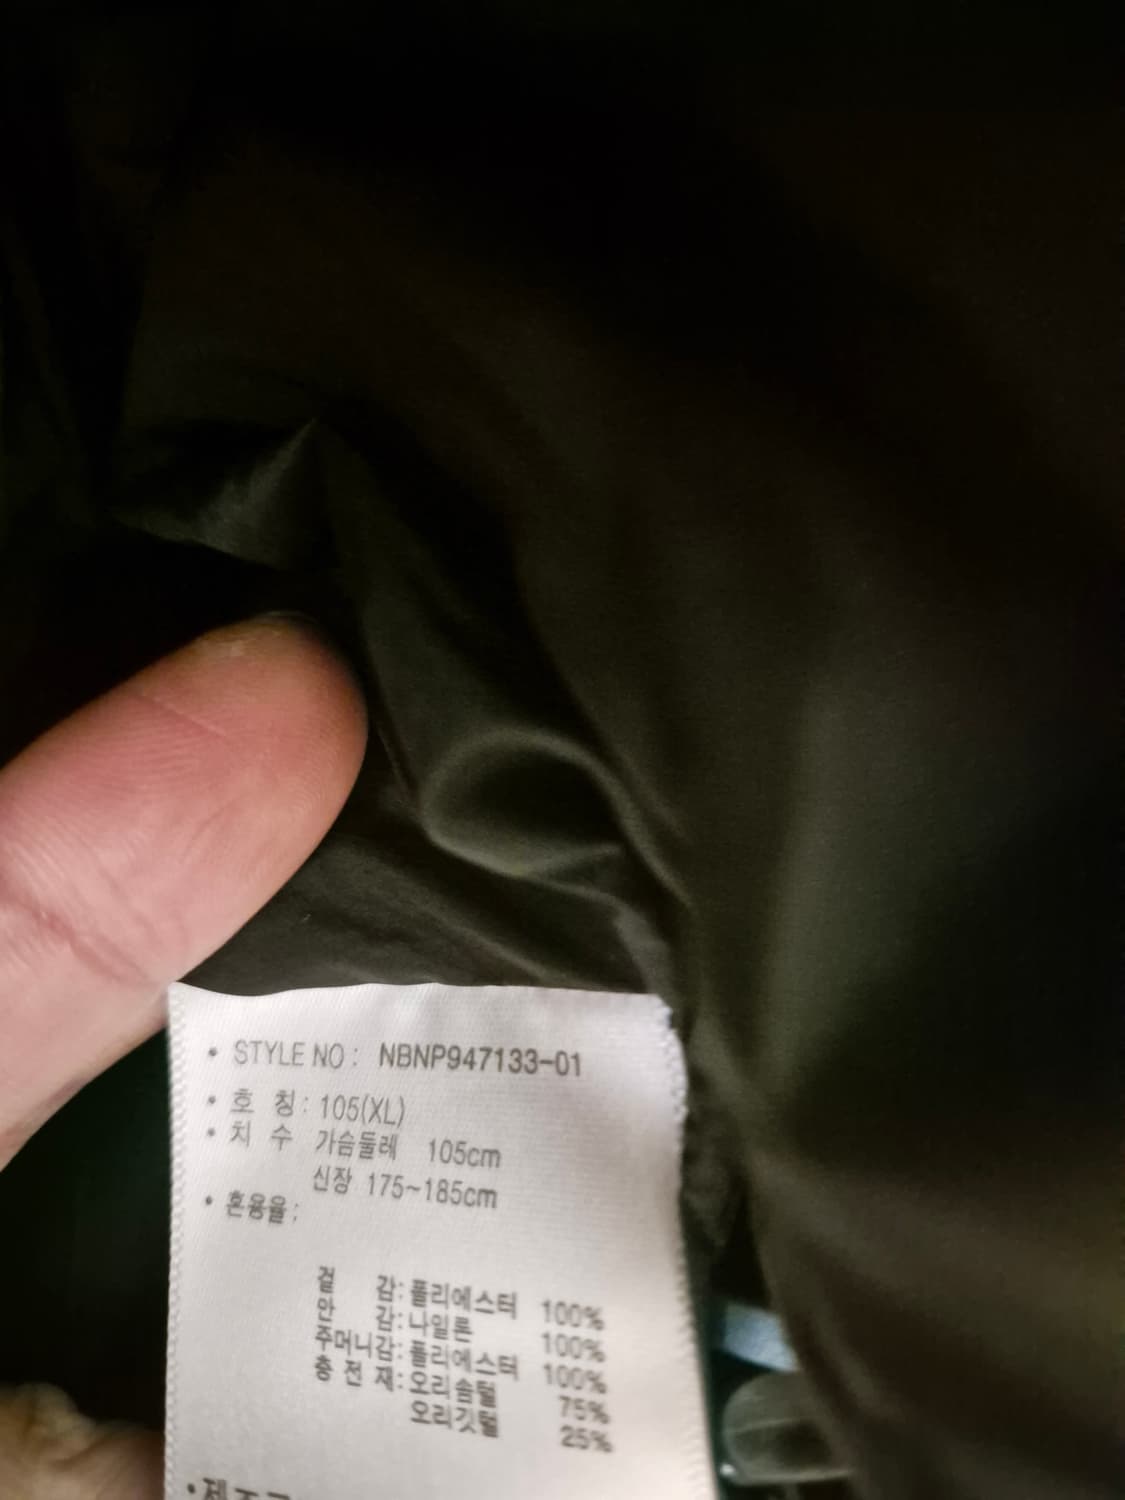 • STYLE NO : NBNP947133-01
• 호 칭 : 105(XL)
• 치 수 가슴둘레 105cm
신장 175~185cm
• 혼용율 ;
겉 감 : 폴리에스터 100%
안 감 : 나일론 100%
주머니감 : 폴리에스터 100%
충 전 재 : 오리솜털 75%
오리깃털 25%
• 제조국